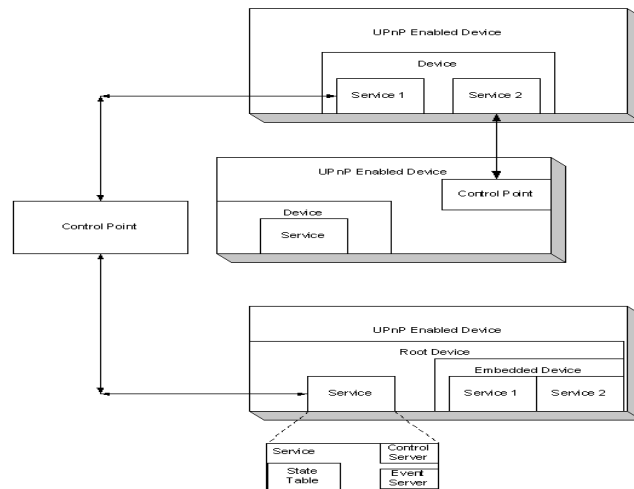 UPnP Enabled Device
Device
Service 1
Service 2
UPnP Enabled Device
Control Point
Device
Service
Control Point
UPnP Enabled Device
Root Device
Embedded Device
Service
Service 1
Service 2
Service
Control
Server
State
Table
Event
Server